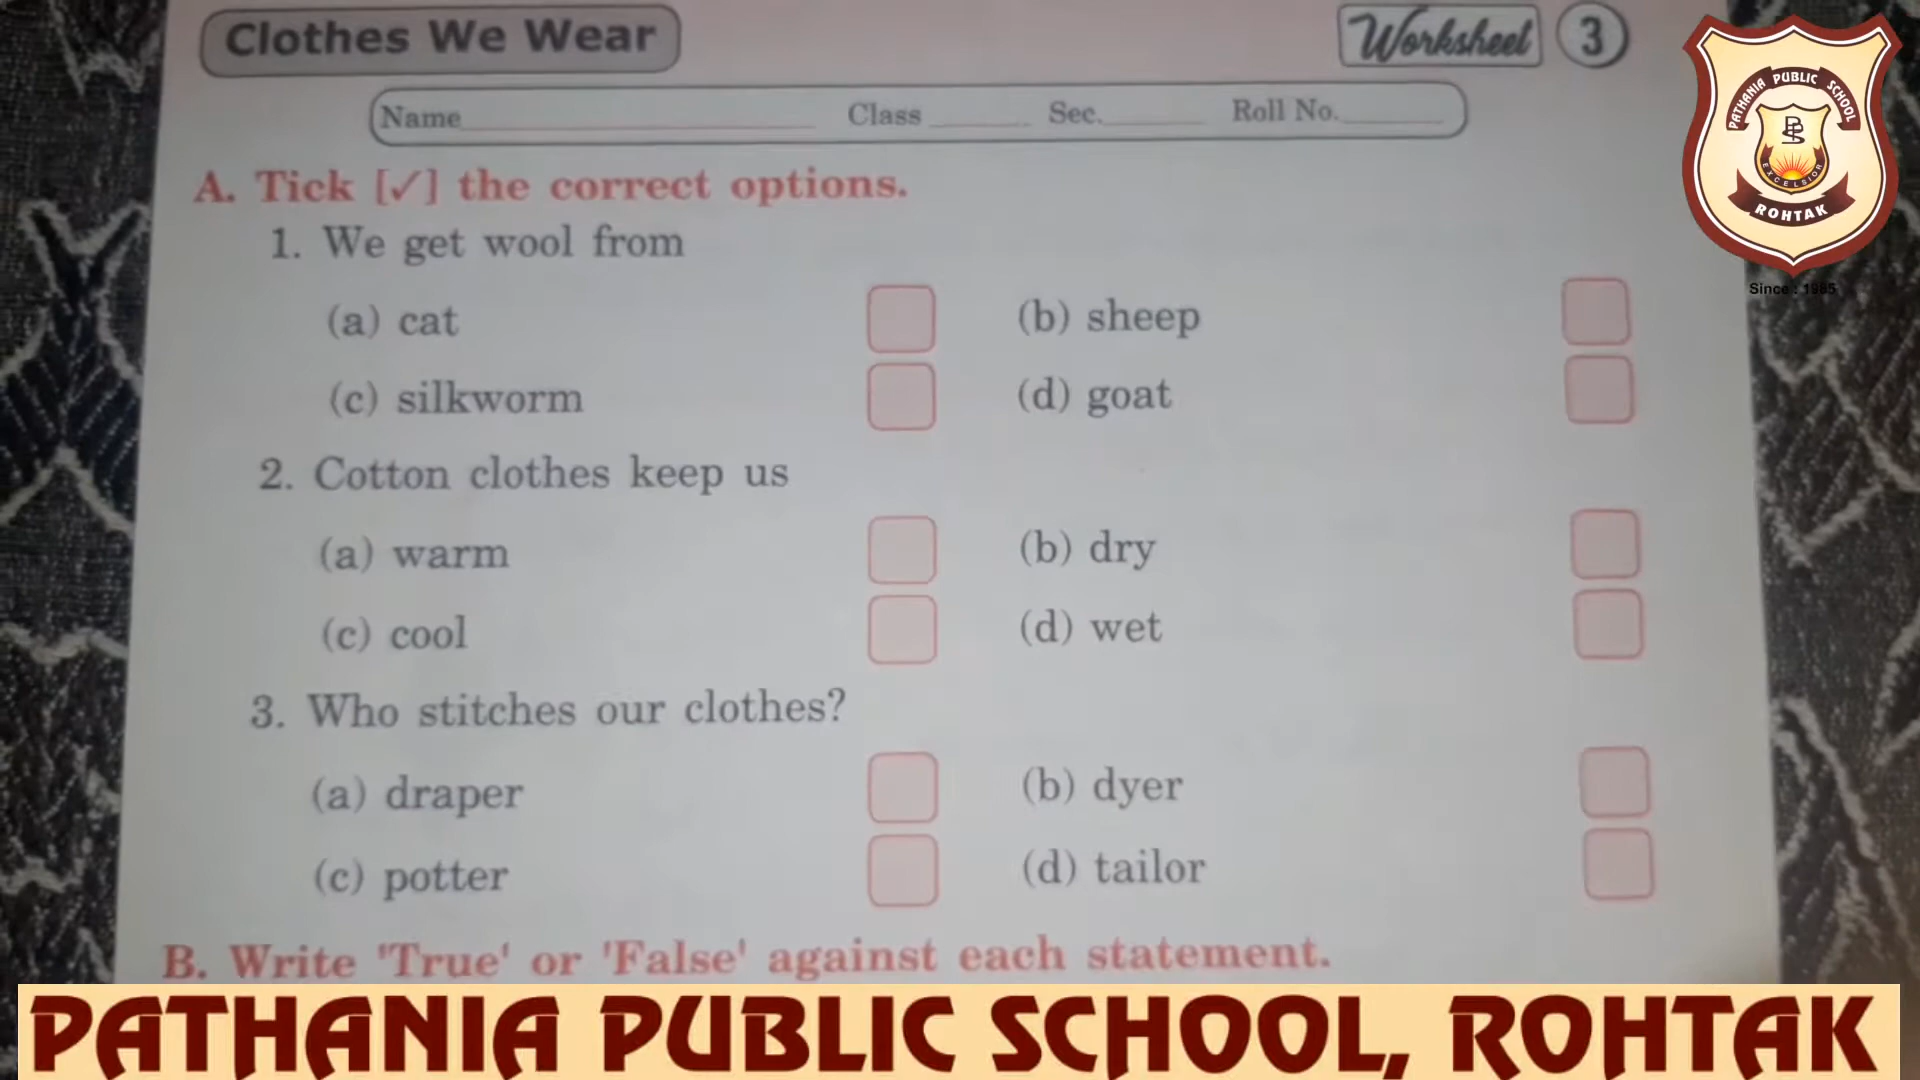 Clothes We Wear
Worksheet 3
Name Class Sec. Roll No.
A. Tick [✓] the correct options.
1. We get wool from
(a) cat (b) sheep
(c) silkworm (d) goat
2. Cotton clothes keep us
(a) warm (b) dry
(c) cool (d) wet
3. Who stitches our clothes?
(a) draper (b) dyer
(c) potter (d) tailor
B. Write 'True' or 'False' against each statement.
PATHANIA PUBLIC SCHOOL
PPS
EXCELSIOR
ROHTAK
Since : 1985
PATHANIA PUBLIC SCHOOL, ROHTAK